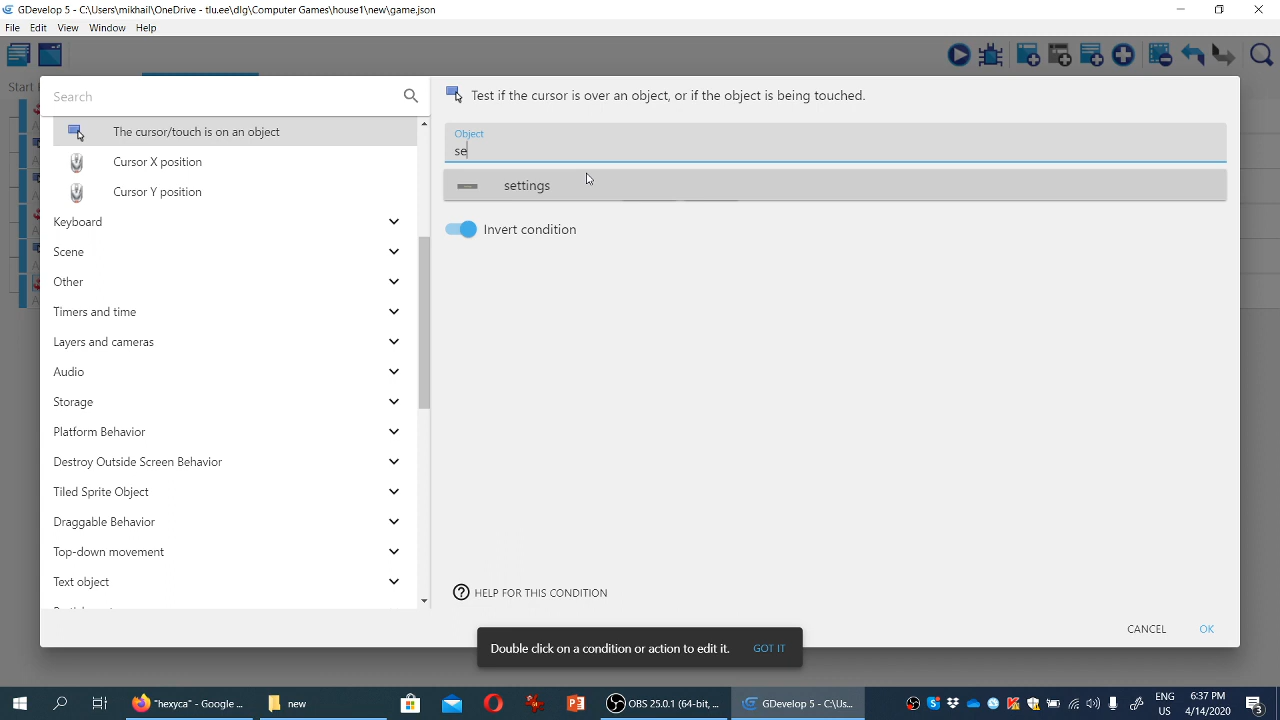 GDevelop 5 - C:\Users\mikhail\OneDrive - tlu.ee\dlg\Computer Games\house1\new\game.json
File Edit View Window Help
Start
Search
Test if the cursor is over an object, or if the object is being touched.
The cursor/touch is on an object
Object
se
Cursor X position
settings
Cursor Y position
Keyboard
Invert condition
Scene
Other
Timers and time
Layers and cameras
Audio
Storage
Platform Behavior
Destroy Outside Screen Behavior
Tiled Sprite Object
Draggable Behavior
Top-down movement
Text object
HELP FOR THIS CONDITION
CANCEL OK
Double click on a condition or action to edit it. GOT IT
"hexyca" - Google ... new OBS 25.0.1 (64-bit, ... GDevelop 5 - C:\Us... ENG 6:37 PM
US 4/14/2020 3